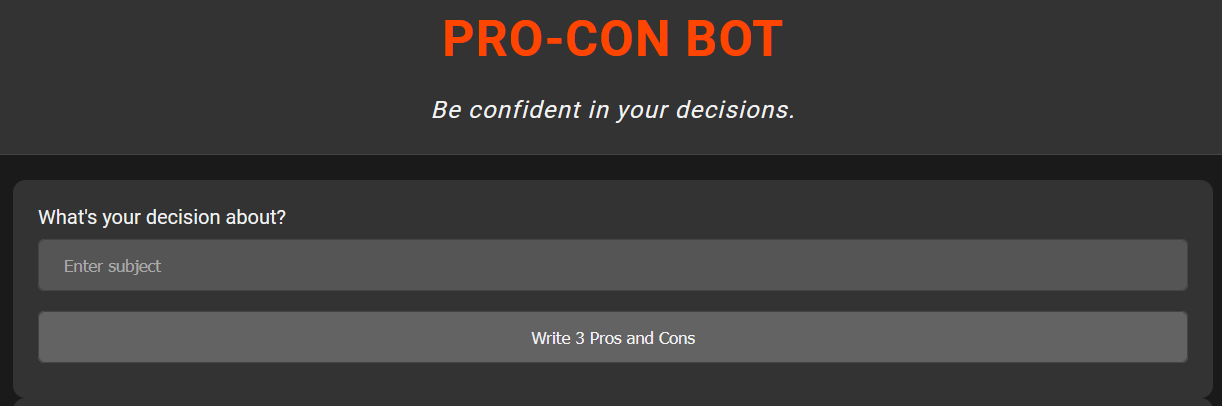 PRO-CON BOT
Be confident in your decisions.
What's your decision about?
Enter subject
Write 3 Pros and Cons